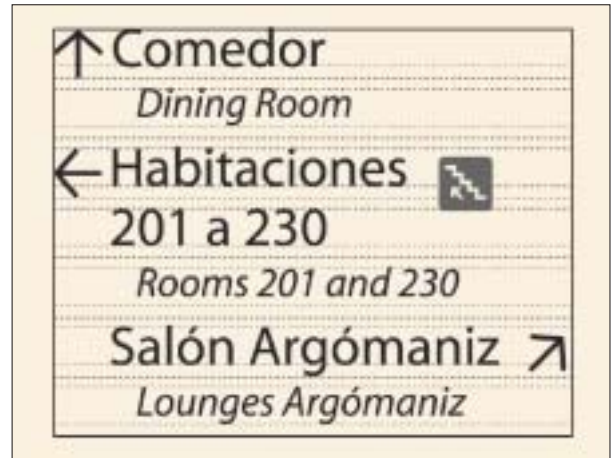 Comedor
Dining Room
Habitaciones
201 a 230
Rooms 201 and 230
Salón Argómaniz
Lounges Argómaniz